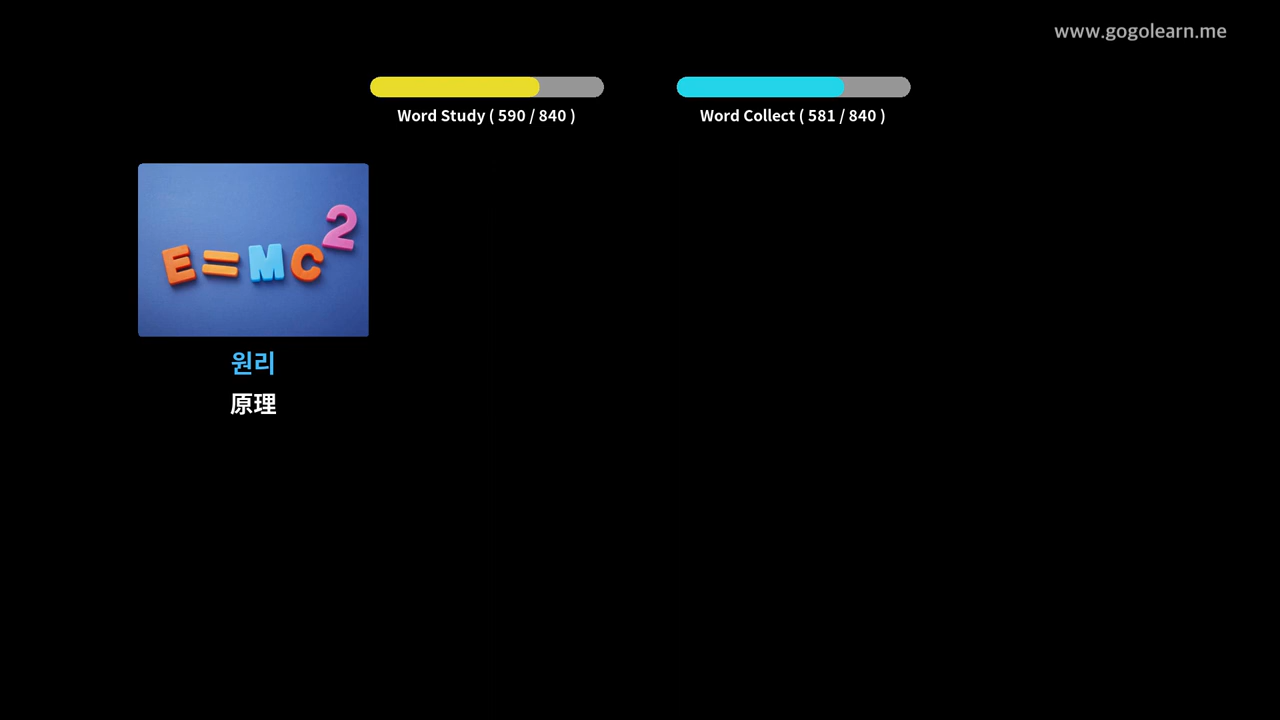 www.gogolearn.me
Word Study ( 590 / 840 )
Word Collect ( 581 / 840 )
E=MC²
원리
原理